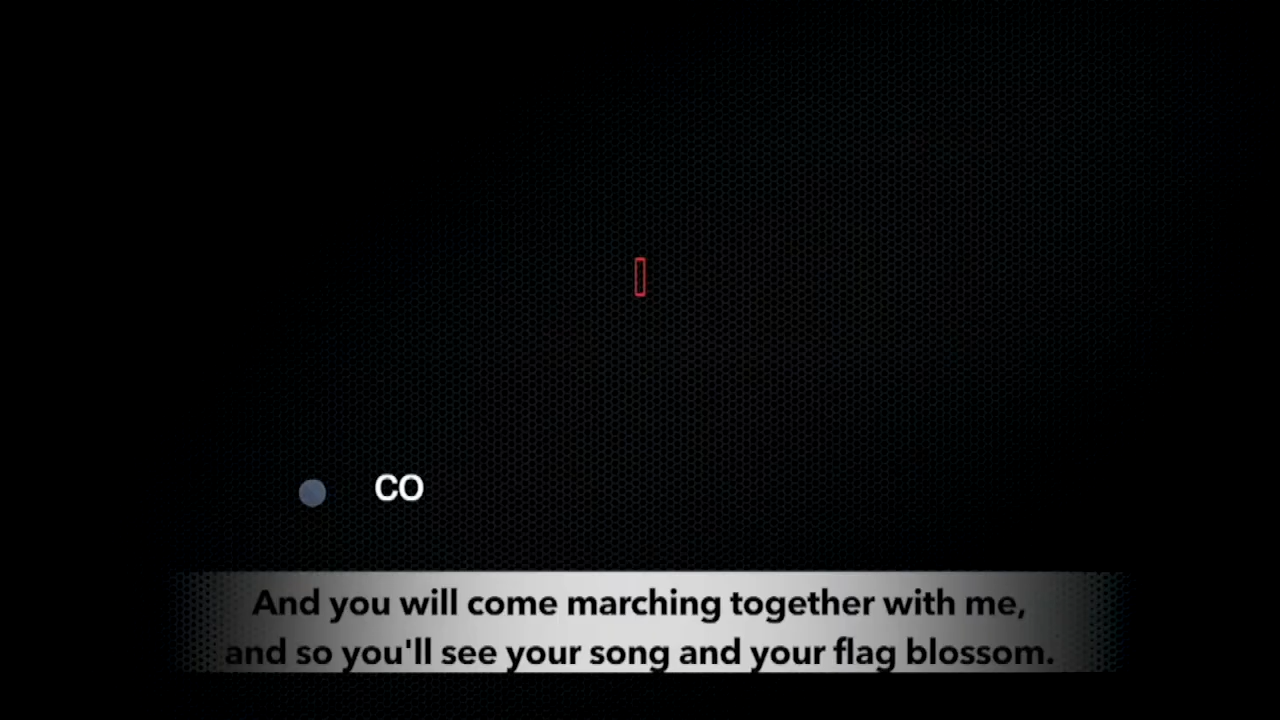 CO
And you will come marching together with me,
and so you'll see your song and your flag blossom.